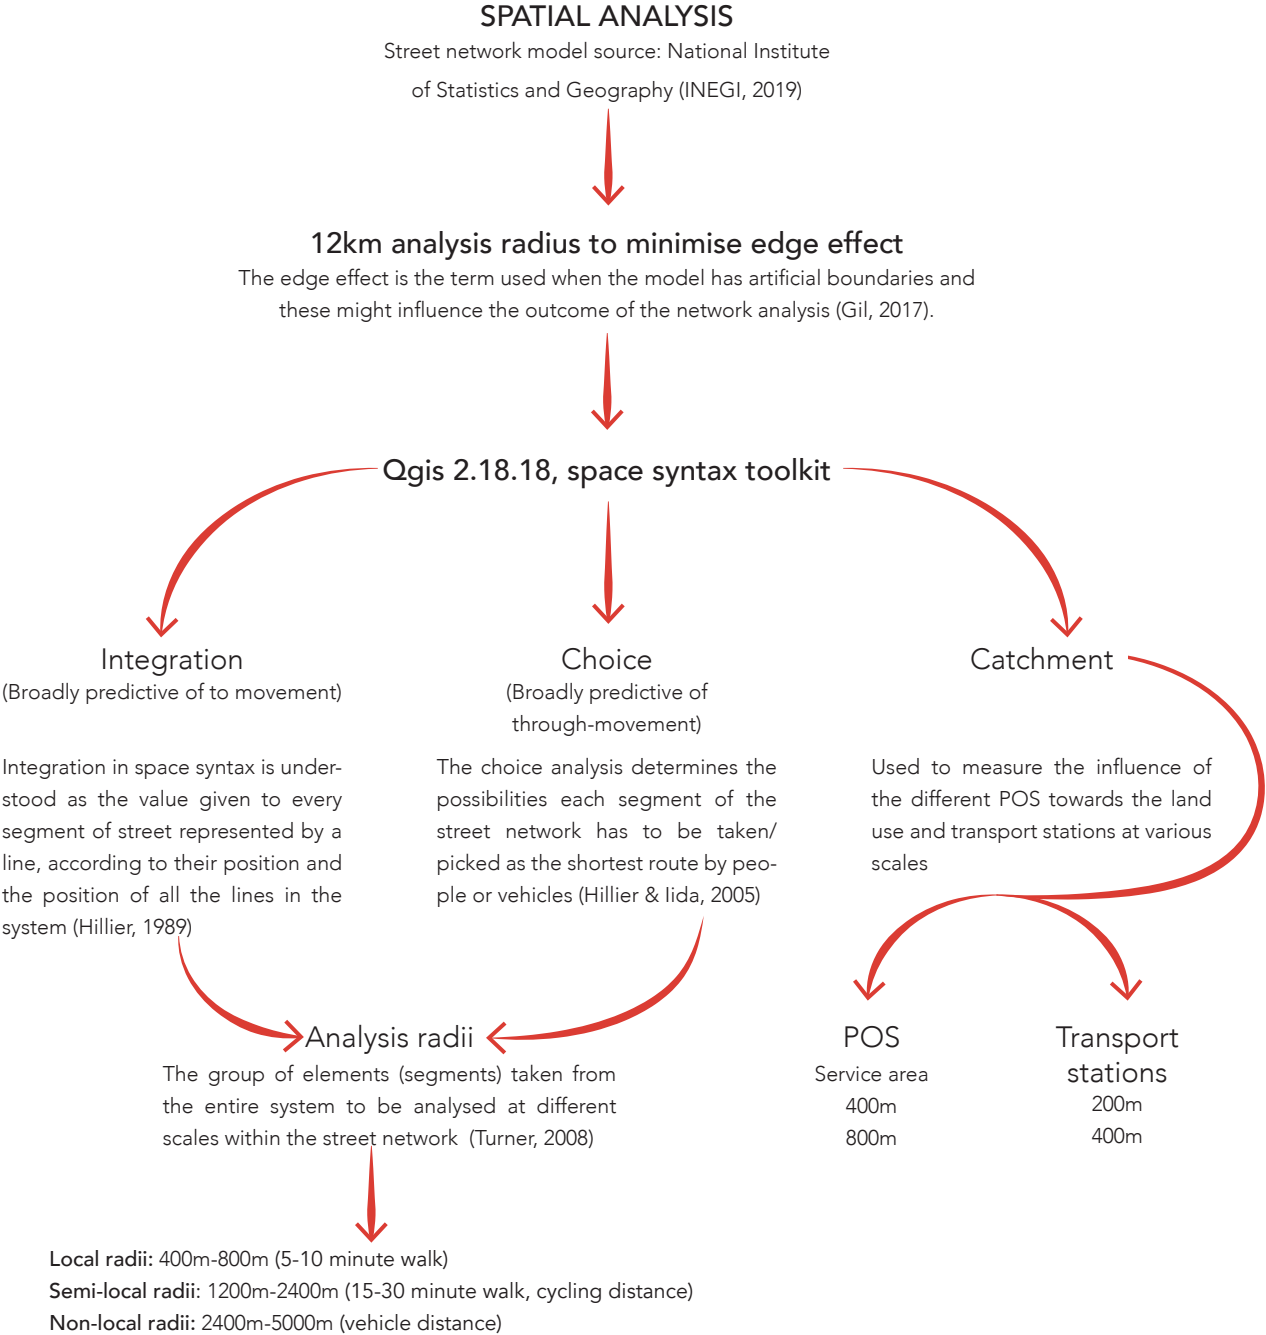 SPATIAL ANALYSIS
Street network model source: National Institute
of Statistics and Geography (INEGI, 2019)
12km analysis radius to minimise edge effect
The edge effect is the term used when the model has artificial boundaries and
these might influence the outcome of the network analysis (Gil, 2017).
Qgis 2.18.18, space syntax toolkit
Integration
(Broadly predictive of to movement)
Integration in space syntax is under-
stood as the value given to every
segment of street represented by a
line, according to their position and
the position of all the lines in the
system (Hillier, 1989)
Choice
(Broadly predictive of
through-movement)
The choice analysis determines the
possibilities each segment of the
street network has to be taken/
picked as the shortest route by peo-
ple or vehicles (Hillier & Iida, 2005)
Catchment
Used to measure the influence of
the different POS towards the land
use and transport stations at various
scales
Analysis radii
The group of elements (segments) taken from
the entire system to be analysed at different
scales within the street network (Turner, 2008)
POS
Service area
400m
800m
Transport
stations
200m
400m
Local radii: 400m-800m (5-10 minute walk)
Semi-local radii: 1200m-2400m (15-30 minute walk, cycling distance)
Non-local radii: 2400m-5000m (vehicle distance)